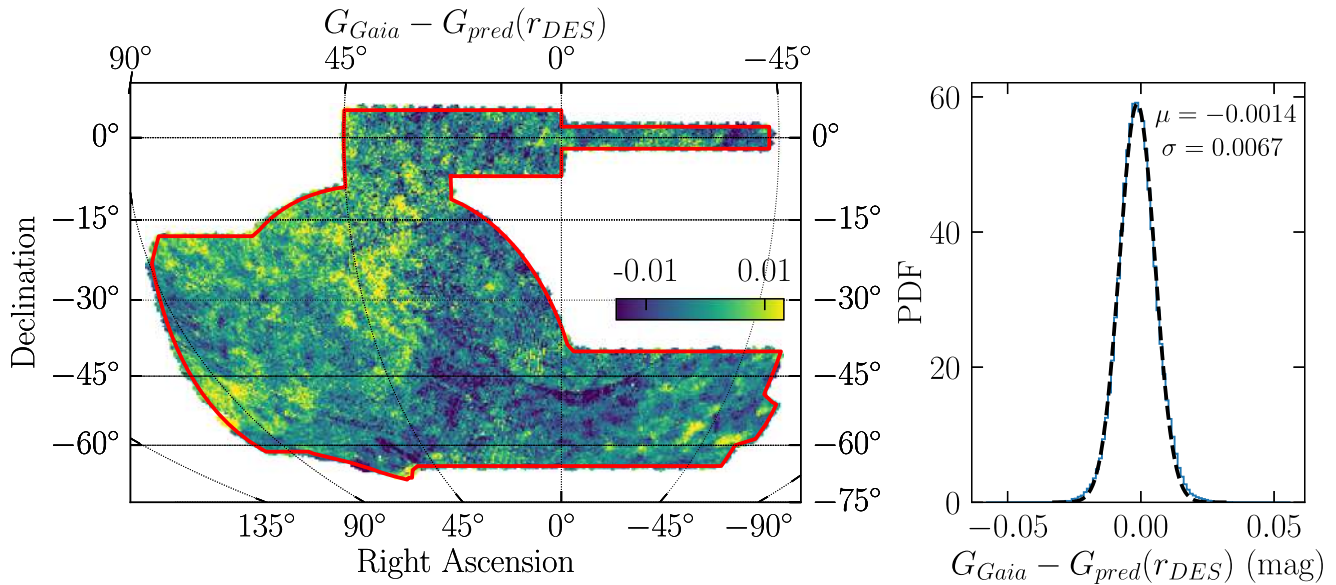 G_Gaia − G_pred(r_DES)
90° 45° 0° −45°
0° 0°
−15° −15°
-0.01 0.01
−30° −30°
−45° −45°
−60° −60°
−75°
Declination
135° 90° 45° 0° −45° −90°
Right Ascension
60
μ = −0.0014
σ = 0.0067
40
20
0
PDF
−0.05 0.00 0.05
G_Gaia − G_pred(r_DES) (mag)